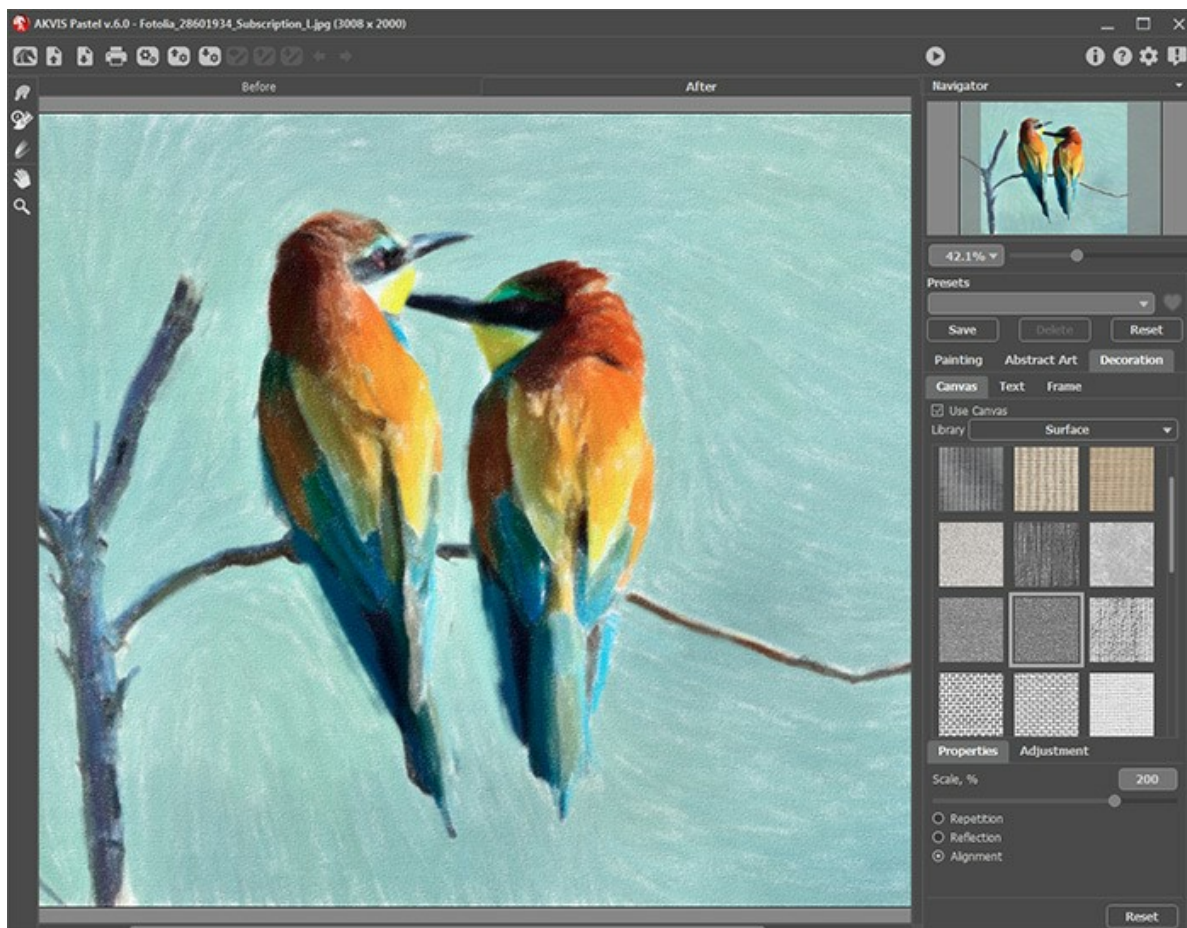 AKVIS Pastel v.6.0 - Fotolia_28601934_Subscription_L.jpg (3008 x 2000)
Before After
Navigator
42.1%
Presets
Save Delete Reset
Painting Abstract Art Decoration
Canvas Text Frame
Use Canvas
Library Surface
Properties Adjustment
Scale, % 200
Repetition
Reflection
Alignment
Reset